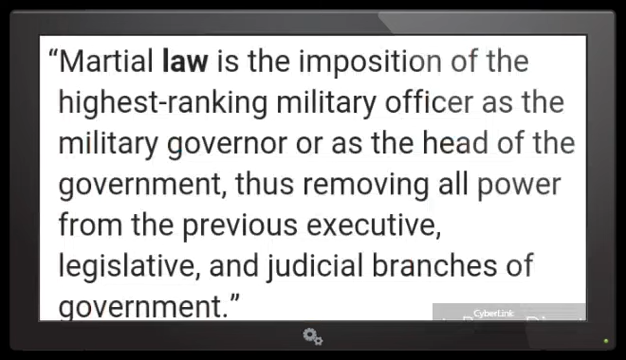 “Martial law is the imposition of the
highest-ranking military officer as the
military governor or as the head of the
government, thus removing all power
from the previous executive,
legislative, and judicial branches of
government.”
CyberLink